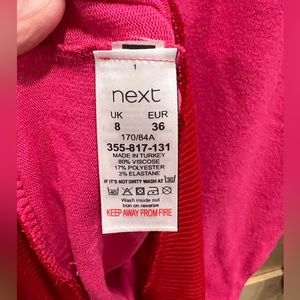 1
next
UK EUR
8 36
170/84A
355-817-131
MADE IN TURKEY
80% VISCOSE
17% POLYESTER
3% ELASTANE
IF IT'S NOT DIRTY WASH AT 30
Wash inside out
Iron on reverse
KEEP AWAY FROM FIRE